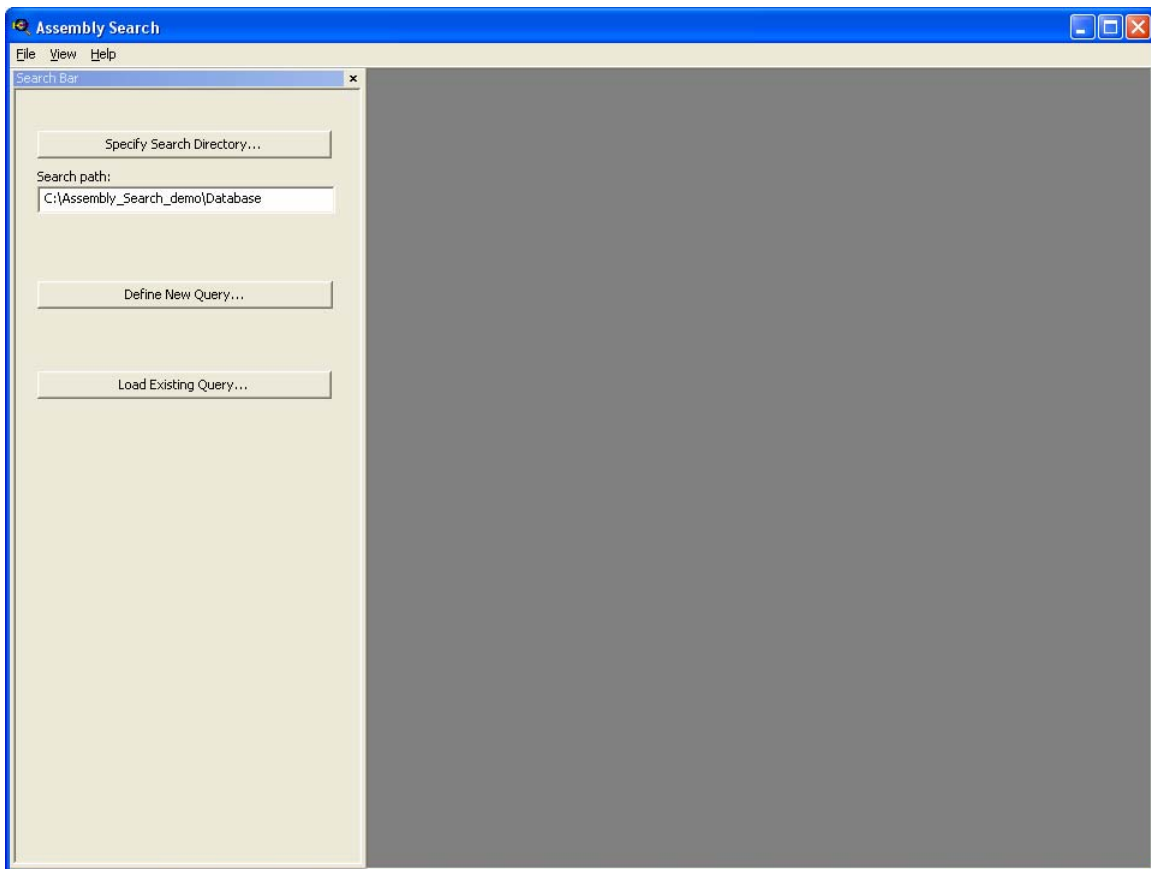 Assembly Search
File View Help
Search Bar
Specify Search Directory...
Search path:
C:\Assembly_Search_demo\Database
Define New Query...
Load Existing Query...